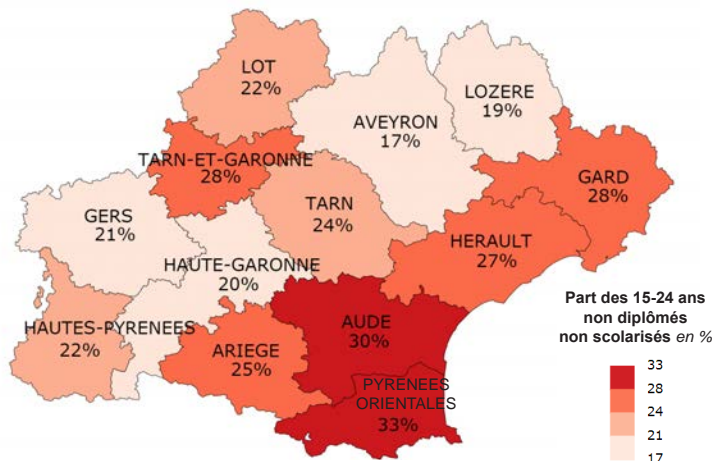 LOT
22%
LOZERE
19%
AVEYRON
17%
TARN-ET-GARONNE
28%
GARD
28%
TARN
24%
GERS
21%
HERAULT
27%
HAUTE-GARONNE
20%
HAUTES-PYRENEES
22%
ARIEGE
25%
AUDE
30%
PYRENEES
ORIENTALES
33%
Part des 15-24 ans
non diplômés
non scolarisés en %
33
28
24
21
17